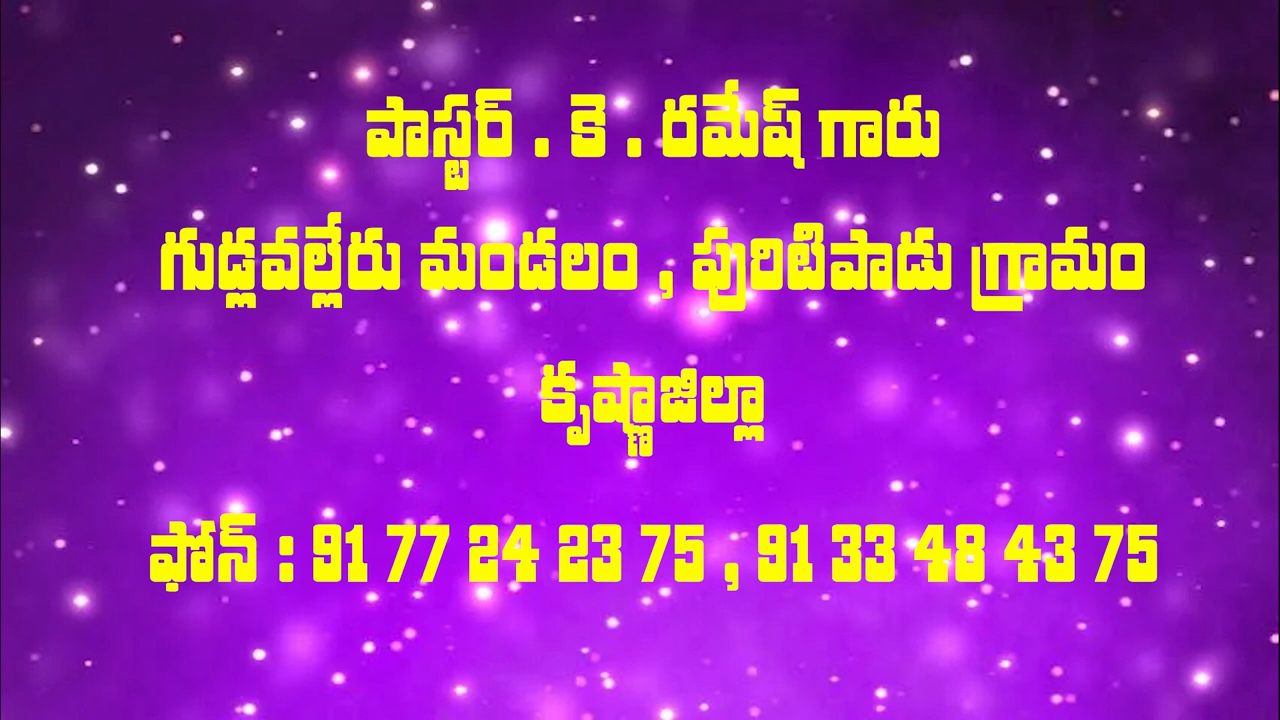 పాస్టర్ . కె . రమేష్ గారు
గుడ్లవల్లేరు మండలం , పురిటిపాడు గ్రామం
కృష్ణాజిల్లా
ఫోన్ : 91 77 24 23 75 , 91 33 48 43 75